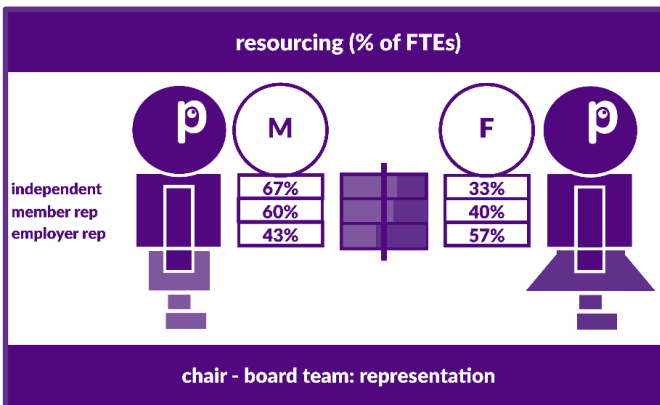 resourcing (% of FTEs)
p M F p
independent 67% 33%
member rep 60% 40%
employer rep 43% 57%
chair - board team: representation